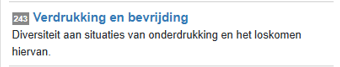 243 Verdrukking en bevrijding
Diversiteit aan situaties van onderdrukking en het loskomen
hiervan.